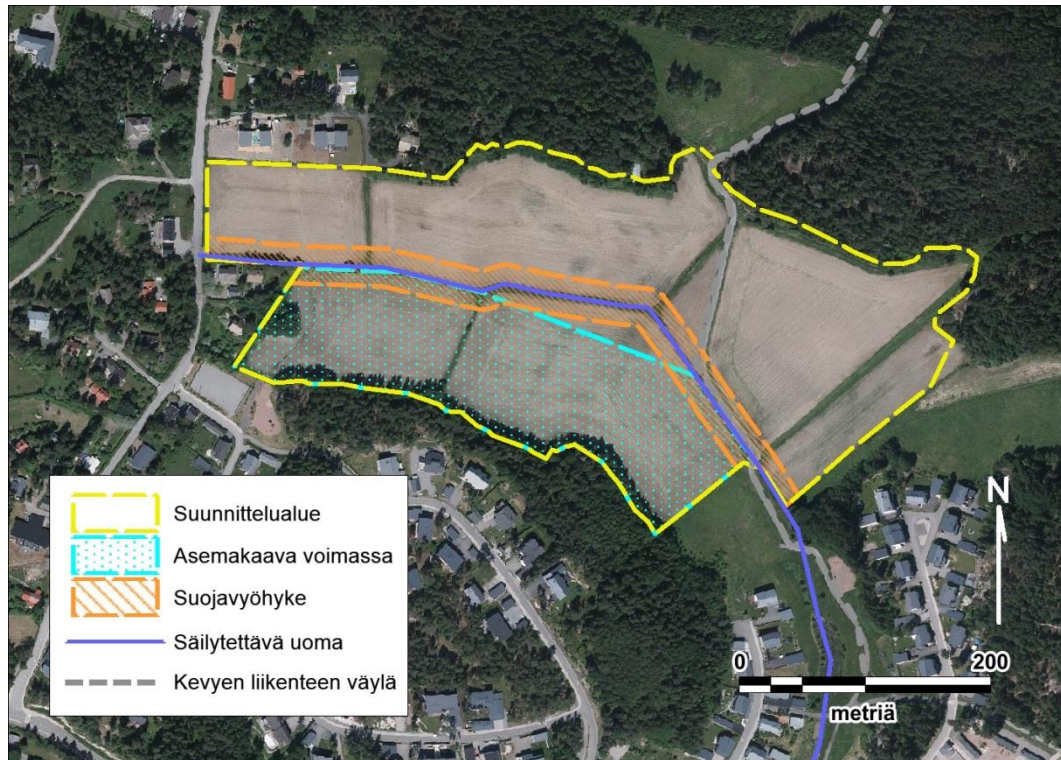 N
Suunnittelualue
Asemakaava voimassa
Suojavyöhyke
Säilytettävä uoma
Kevyen liikenteen väylä
0 200
metriä